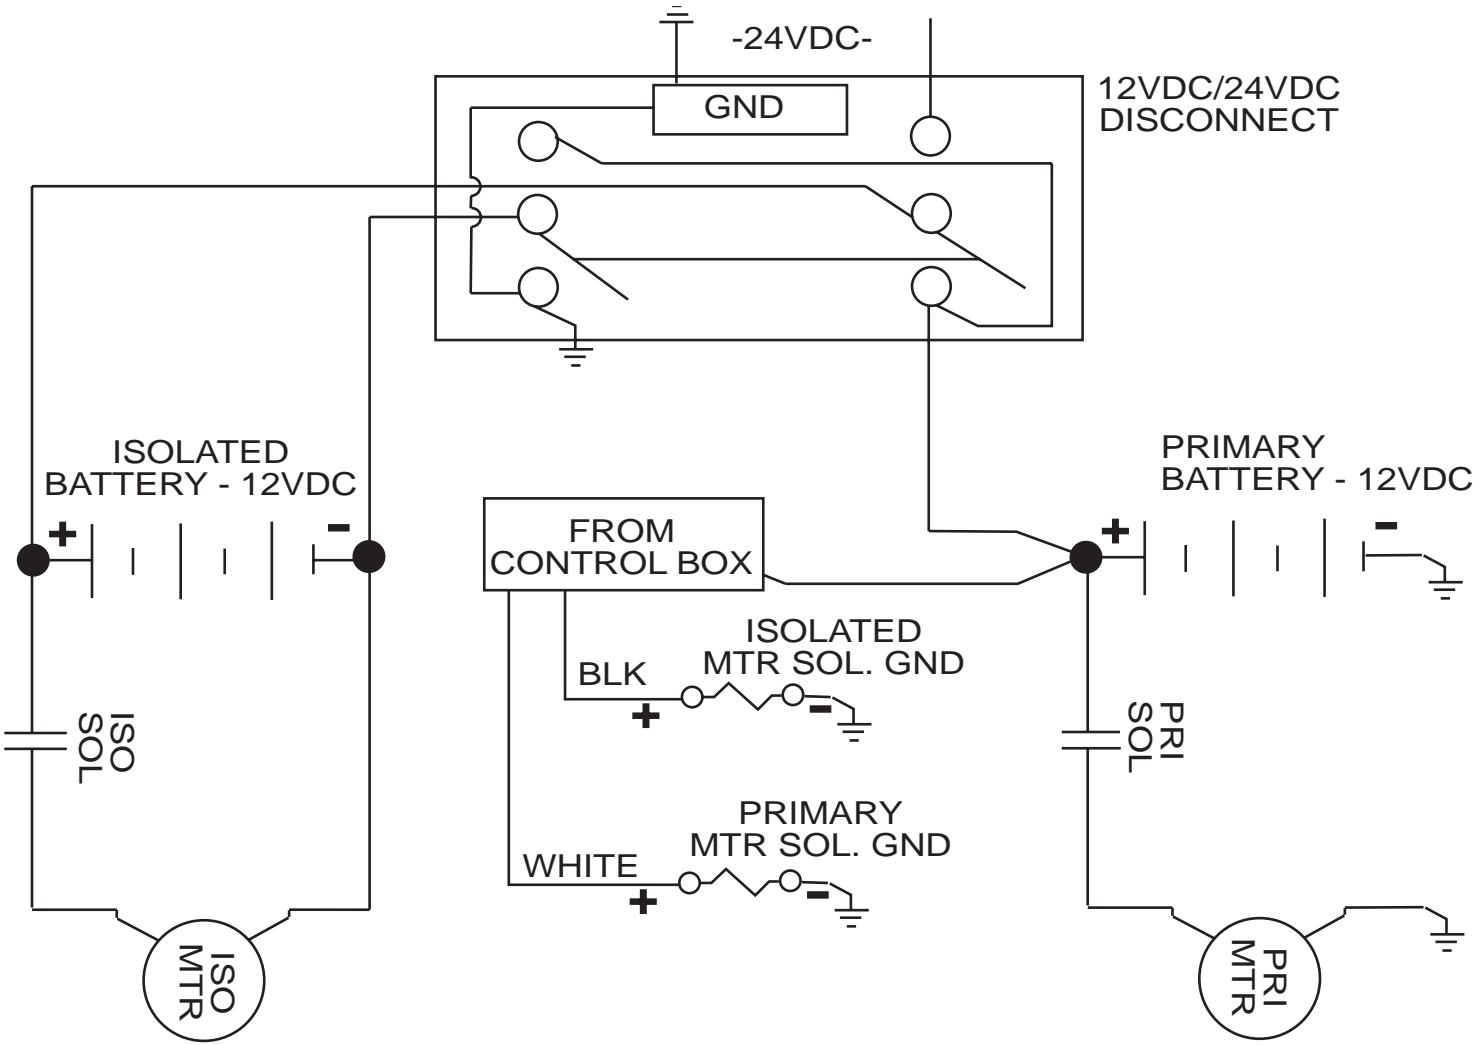 -24VDC-
GND
12VDC/24VDC
DISCONNECT
ISOLATED
BATTERY - 12VDC
+
-
FROM
CONTROL BOX
PRIMARY
BATTERY - 12VDC
+
-
ISOLATED
MTR SOL. GND
BLK
+
-
ISO
SOL
PRI
SOL
PRIMARY
MTR SOL. GND
WHITE
+
-
ISO
MTR
PRI
MTR